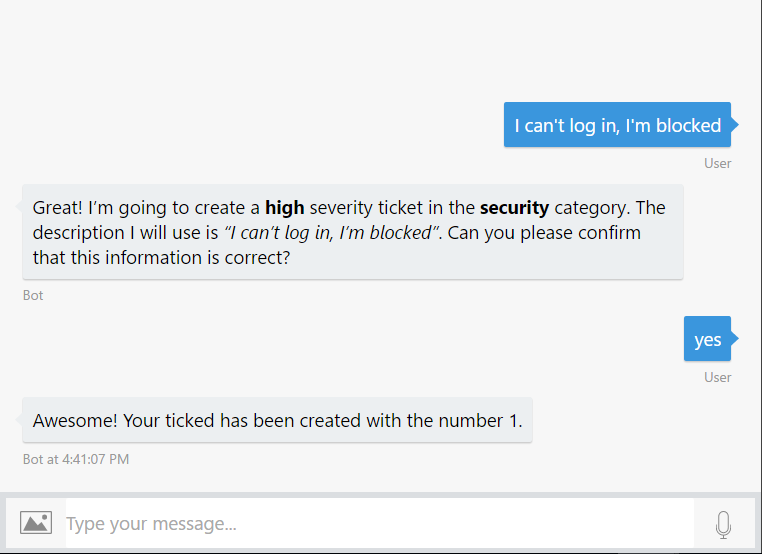 I can't log in, I'm blocked
User
Great! I’m going to create a high severity ticket in the security category. The
description I will use is “I can’t log in, I’m blocked”. Can you please confirm
that this information is correct?
Bot
yes
User
Awesome! Your ticked has been created with the number 1.
Bot at 4:41:07 PM
Type your message...